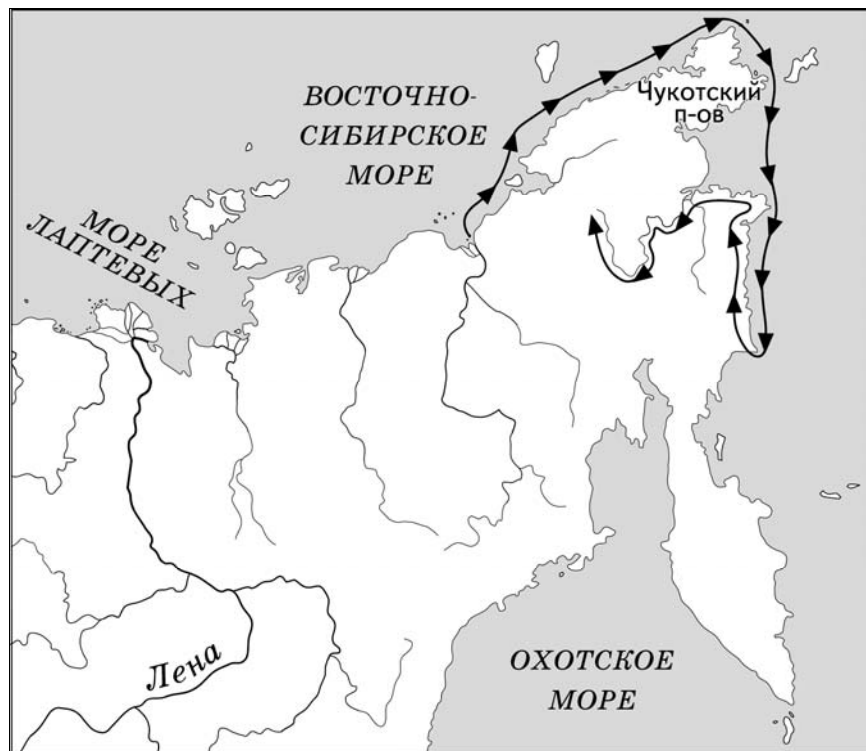 ВОСТОЧНО-
СИБИРСКОЕ
МОРЕ
Чукотский
п-ов
МОРЕ
ЛАПТЕВЫХ
Лена
ОХОТСКОЕ
МОРЕ